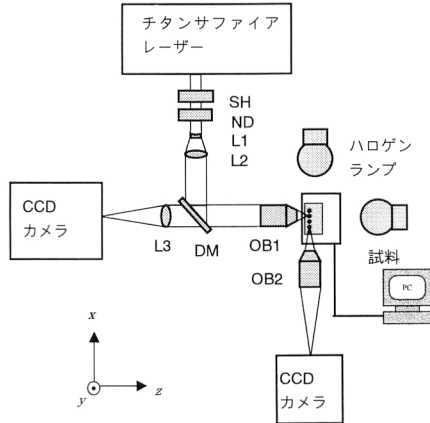 チタンサファイア
レーザー
SH
ND
L1
L2
ハロゲン
ランプ
CCD
カメラ
L3
DM
OB1
試料
OB2
PC
x
y
z
CCD
カメラ